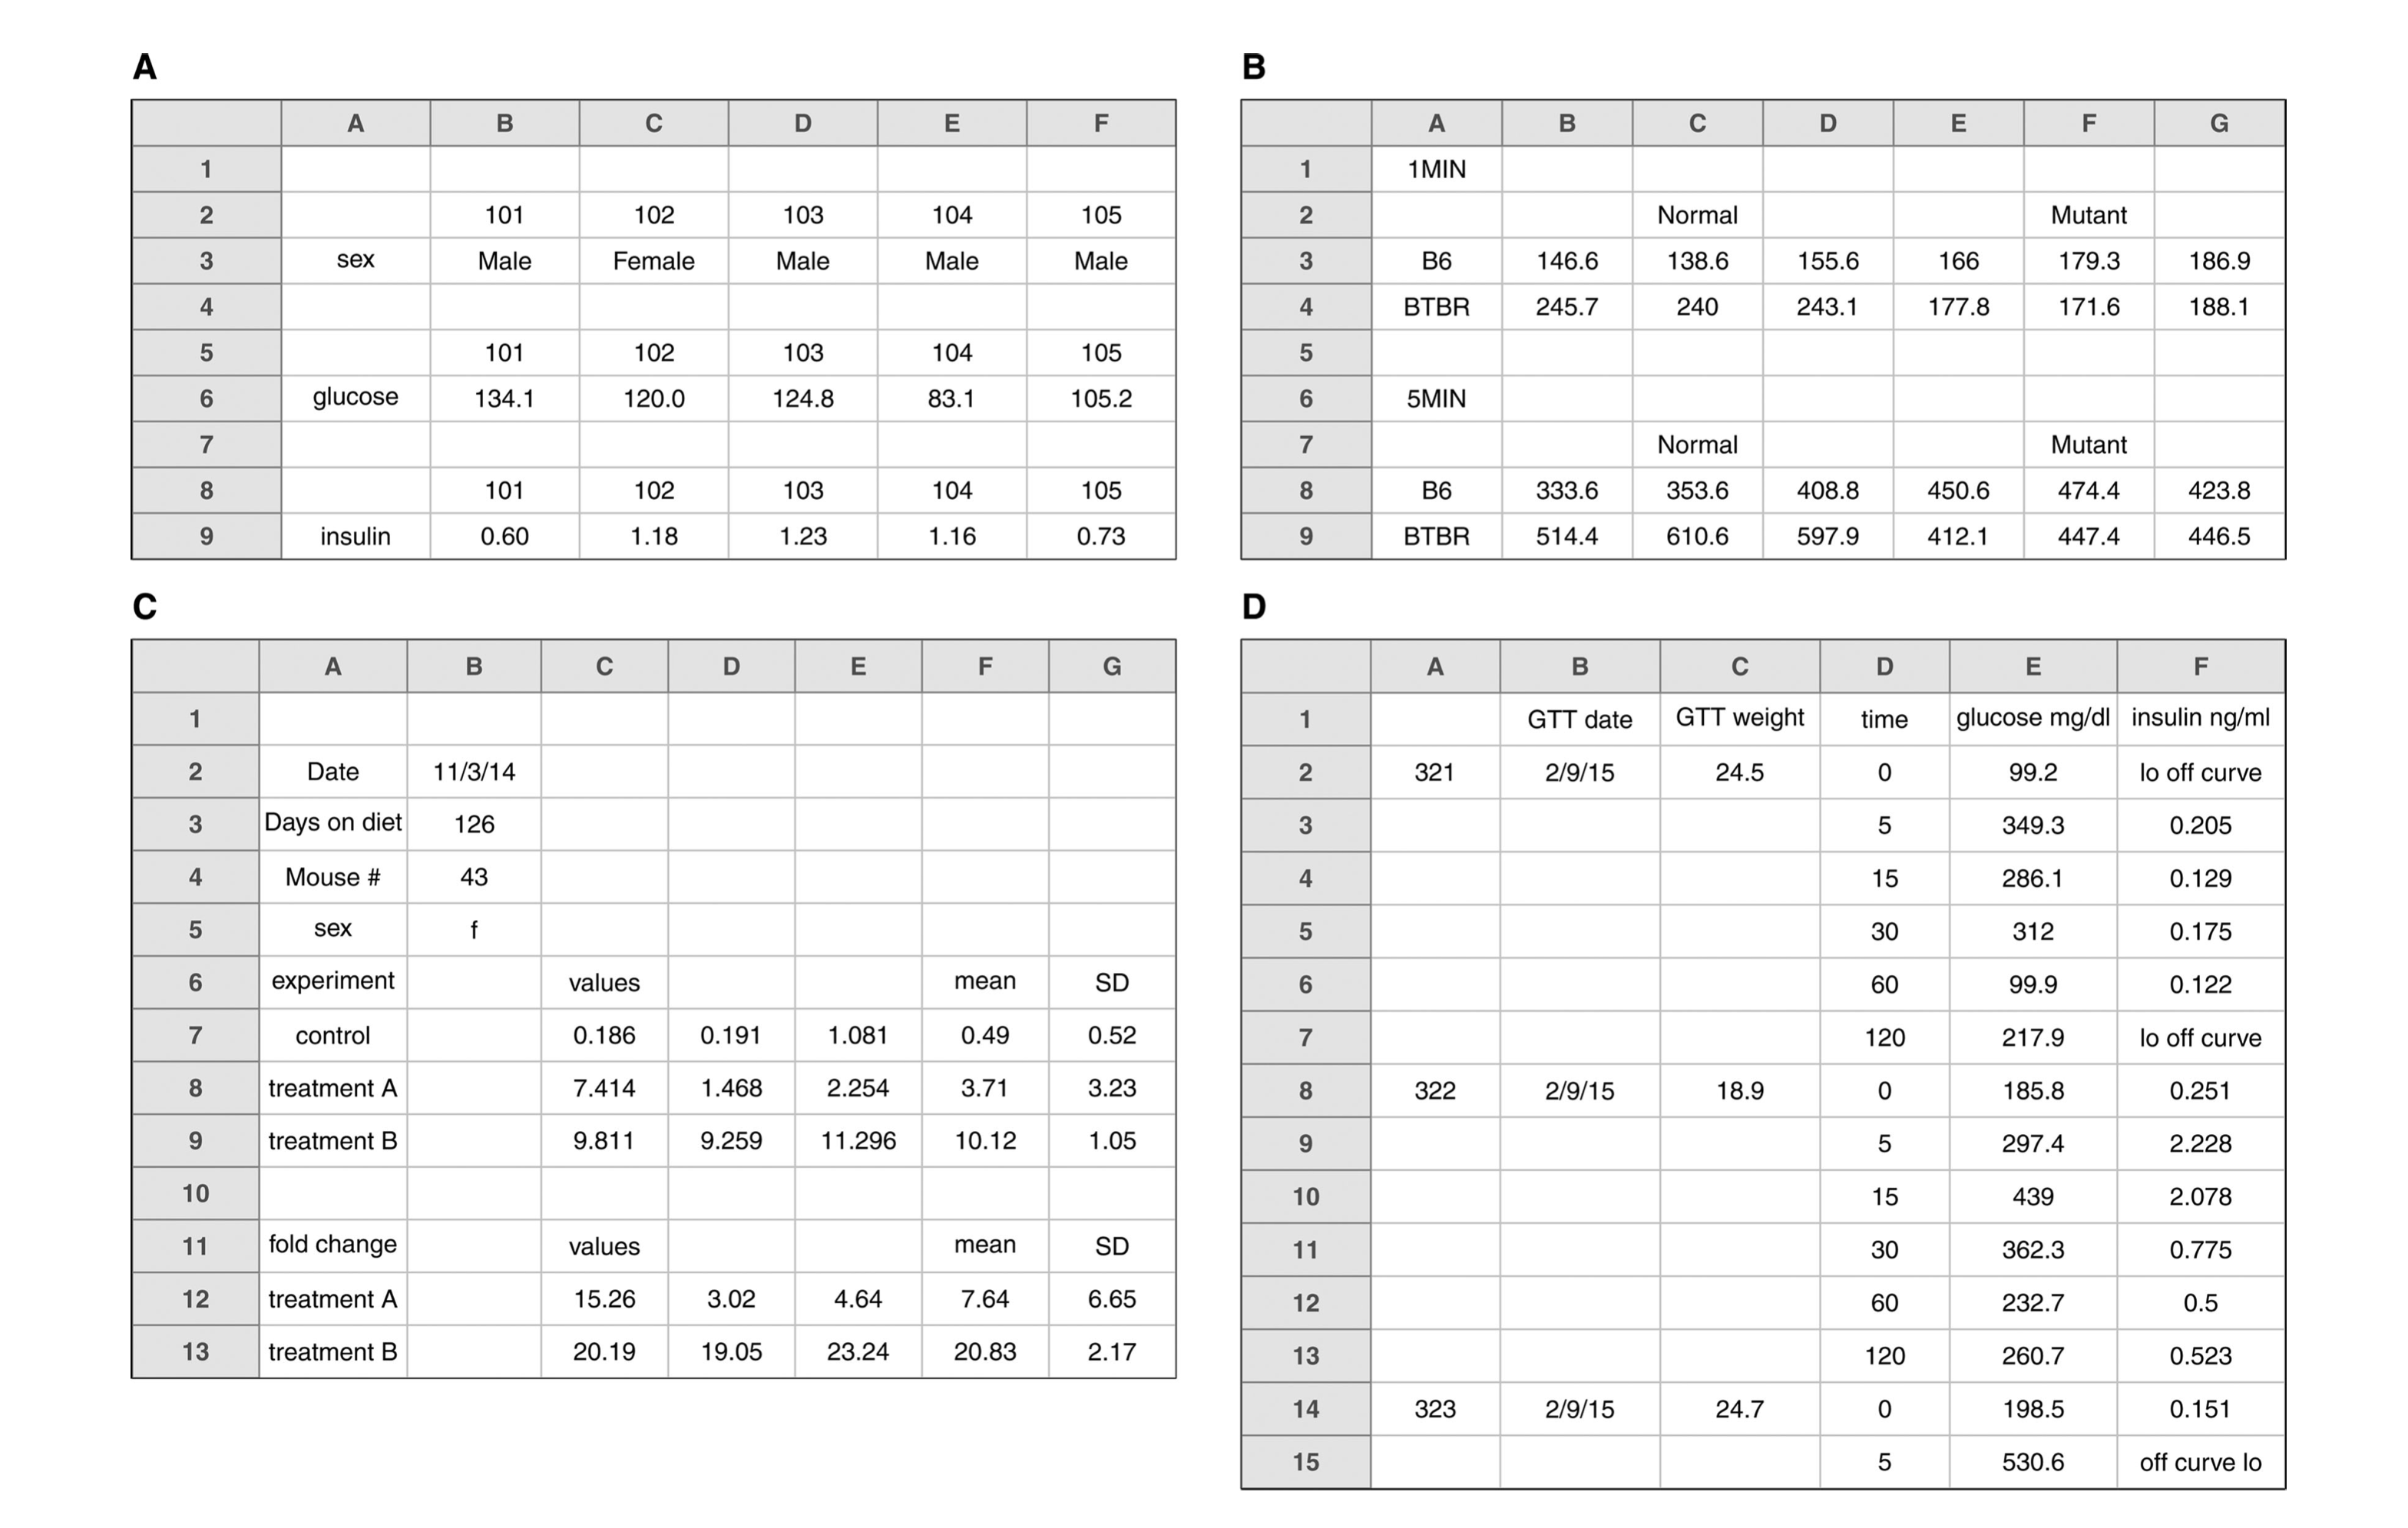 A
A B C D E F
1
2 101 102 103 104 105
3 sex Male Female Male Male Male
4
5 101 102 103 104 105
6 glucose 134.1 120.0 124.8 83.1 105.2
7
8 101 102 103 104 105
9 insulin 0.60 1.18 1.23 1.16 0.73
B
A B C D E F G
1 1MIN
2 Normal Mutant
3 B6 146.6 138.6 155.6 166 179.3 186.9
4 BTBR 245.7 240 243.1 177.8 171.6 188.1
5
6 5MIN
7 Normal Mutant
8 B6 333.6 353.6 408.8 450.6 474.4 423.8
9 BTBR 514.4 610.6 597.9 412.1 447.4 446.5
C
A B C D E F G
1
2 Date 11/3/14
3 Days on diet 126
4 Mouse # 43
5 sex f
6 experiment values mean SD
7 control 0.186 0.191 1.081 0.49 0.52
8 treatment A 7.414 1.468 2.254 3.71 3.23
9 treatment B 9.811 9.259 11.296 10.12 1.05
10
11 fold change values mean SD
12 treatment A 15.26 3.02 4.64 7.64 6.65
13 treatment B 20.19 19.05 23.24 20.83 2.17
D
A B C D E F
1 GTT date GTT weight time glucose mg/dl insulin ng/ml
2 321 2/9/15 24.5 0 99.2 lo off curve
3 5 349.3 0.205
4 15 286.1 0.129
5 30 312 0.175
6 60 99.9 0.122
7 120 217.9 lo off curve
8 322 2/9/15 18.9 0 185.8 0.251
9 5 297.4 2.228
10 15 439 2.078
11 30 362.3 0.775
12 60 232.7 0.5
13 120 260.7 0.523
14 323 2/9/15 24.7 0 198.5 0.151
15 5 530.6 off curve lo